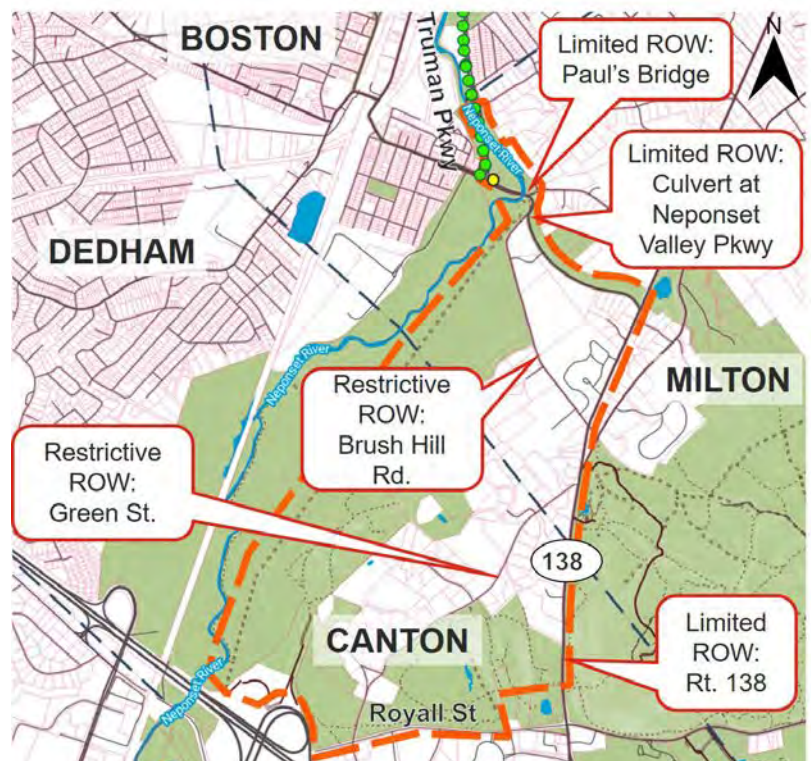 BOSTON
Truman Pkwy
Limited ROW:
Paul's Bridge
N
Neponset River
Limited ROW:
Culvert at
Neponset
Valley Pkwy
DEDHAM
Neponset River
MILTON
Restrictive
ROW:
Brush Hill
Rd.
Restrictive
ROW:
Green St.
138
CANTON
Limited
ROW:
Rt. 138
Neponset River
Royall St